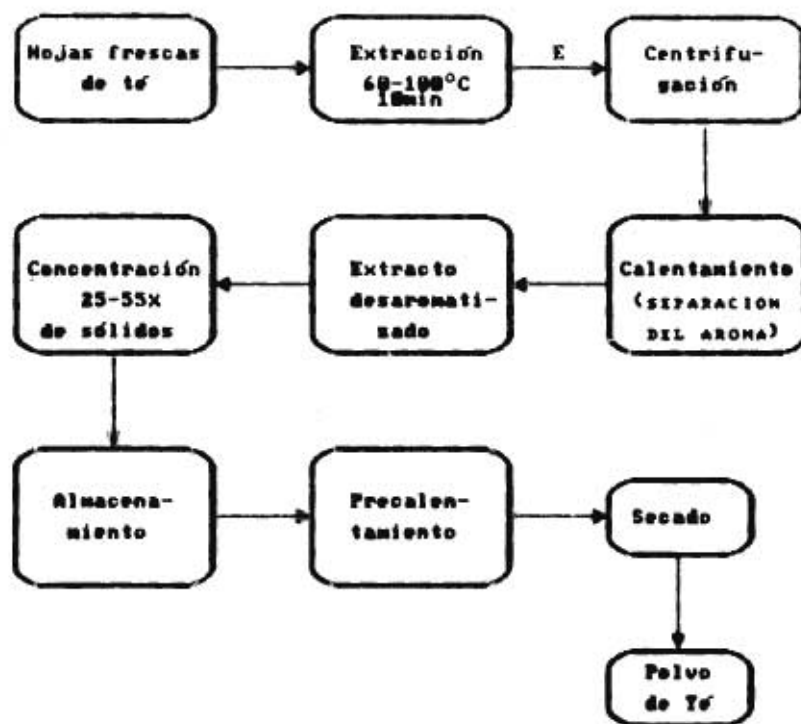 Hojas frescas
de té
Extracción
60-100°C
10min
E
Centrifu-
gación
Concentración
25-55%
de sólidos
Extracto
desaromati-
zado
Calentamiento
(SEPARACION
DEL AROMA)
Almacena-
miento
Precalen-
tamiento
Secado
Polvo
de Té